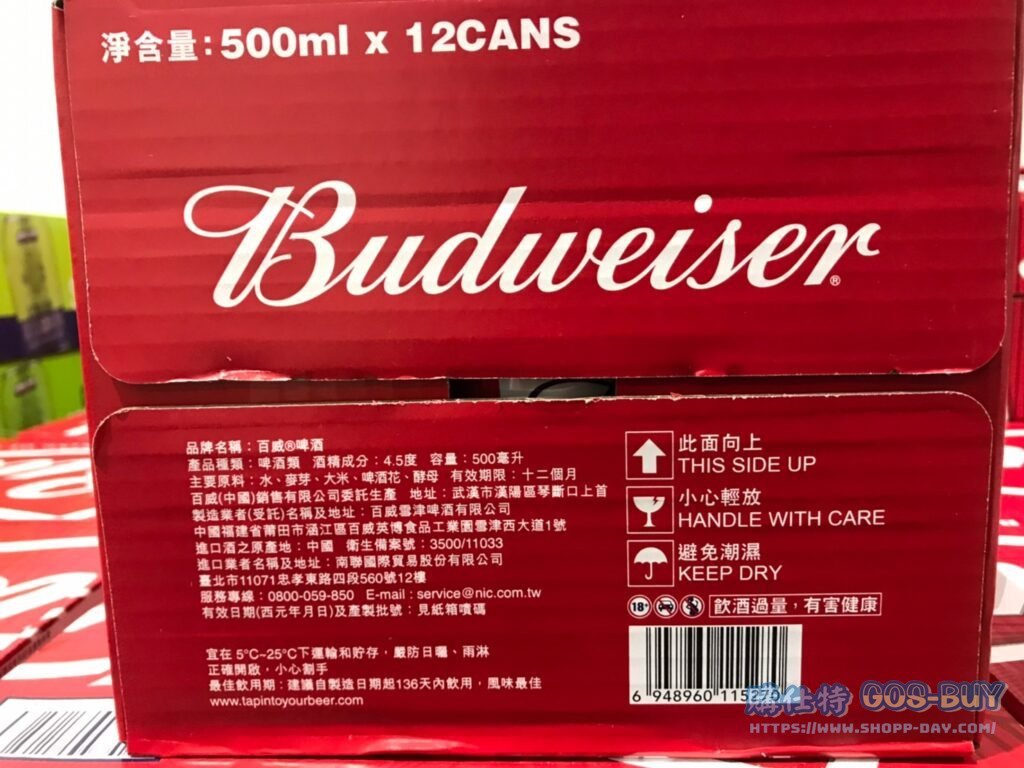 淨含量：500ml x 12CANS
Budweiser®
品牌名稱：百威®啤酒
產品種類：啤酒類 酒精成分：4.5度 容量：500毫升
主要原料：水、麥芽、大米、啤酒花、酵母 有效期限：十二個月
百威(中國)銷售有限公司委託生產 地址：武漢市漢陽區琴斷口上首
製造業者(受託)名稱及地址：百威雪津啤酒有限公司
中國福建省莆田市涵江區百威英博食品工業園雪津西大道1號
進口酒之原產地：中國 衛生備案號：3500/11033
進口業者名稱及地址：南聯國際貿易股份有限公司
臺北市11071忠孝東路四段560號12樓
服務專線：0800-059-850 E-mail：service@nic.com.tw
有效日期(西元年月日)及產製批號：見紙箱噴碼
宜在 5°C~25°C下運輸和貯存，嚴防日曬、雨淋
正確開啟，小心割手
最佳飲用期：建議自製造日期起136天內飲用，風味最佳
www.tapintoyourbeer.com
此面向上
THIS SIDE UP
小心輕放
HANDLE WITH CARE
避免潮濕
KEEP DRY
18+ 飲酒過量，有害健康
6 948960 115270
購仕特 GOS-BUY
HTTPS://WWW.SHOPP-DAY.COM/